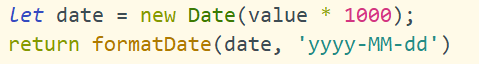 let date = new Date(value * 1000);
return formatDate(date, 'yyyy-MM-dd')